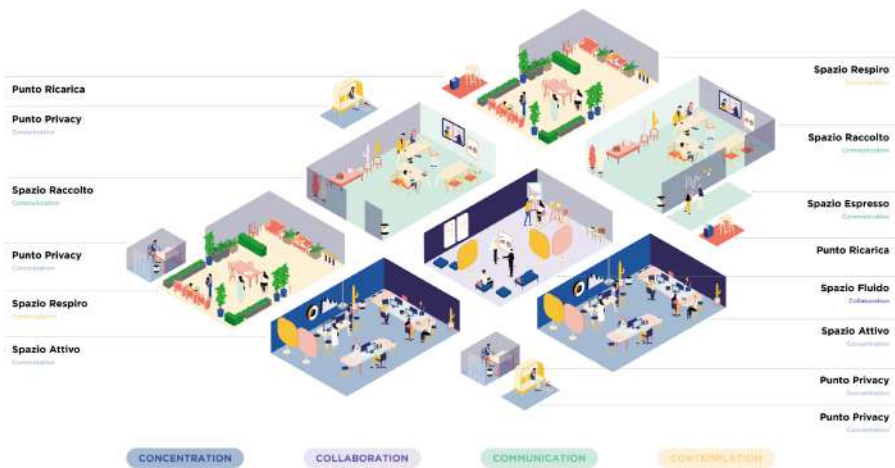 Punto Ricarica
Punto Privacy
Concentration
Spazio Raccolto
Communication
Punto Privacy
Concentration
Spazio Respiro
Contemplation
Spazio Attivo
Concentration
Spazio Respiro
Contemplation
Spazio Raccolto
Communication
Spazio Espresso
Communication
Punto Ricarica
Spazio Fluido
Collaboration
Spazio Attivo
Concentration
Punto Privacy
Concentration
Punto Privacy
Concentration
CONCENTRATION
COLLABORATION
COMMUNICATION
CONTEMPLATION